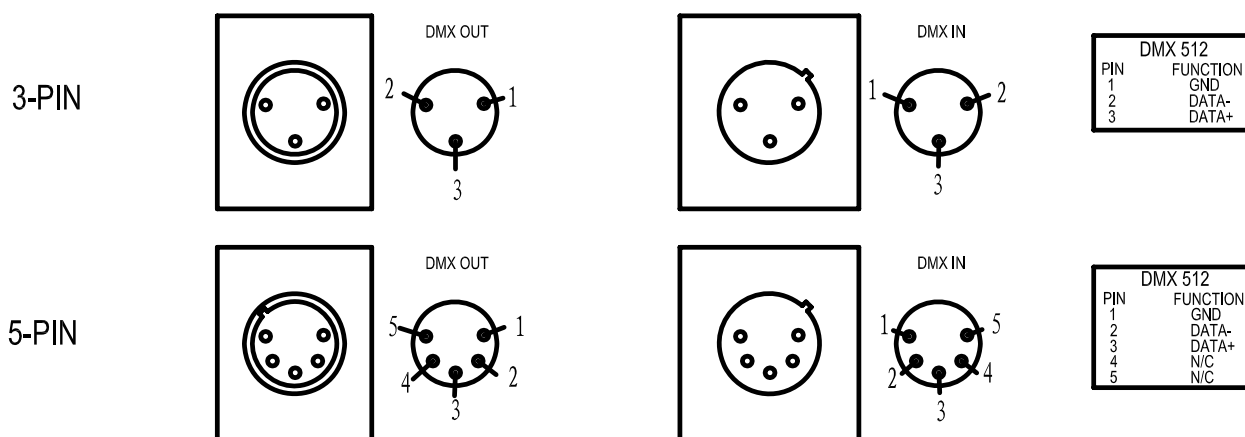 3-PIN
DMX OUT
2
1
3
DMX IN
1
2
3
DMX 512
PIN FUNCTION
1 GND
2 DATA-
3 DATA+
5-PIN
DMX OUT
5
1
4
2
3
DMX IN
1
5
2
4
3
DMX 512
PIN FUNCTION
1 GND
2 DATA-
3 DATA+
4 N/C
5 N/C